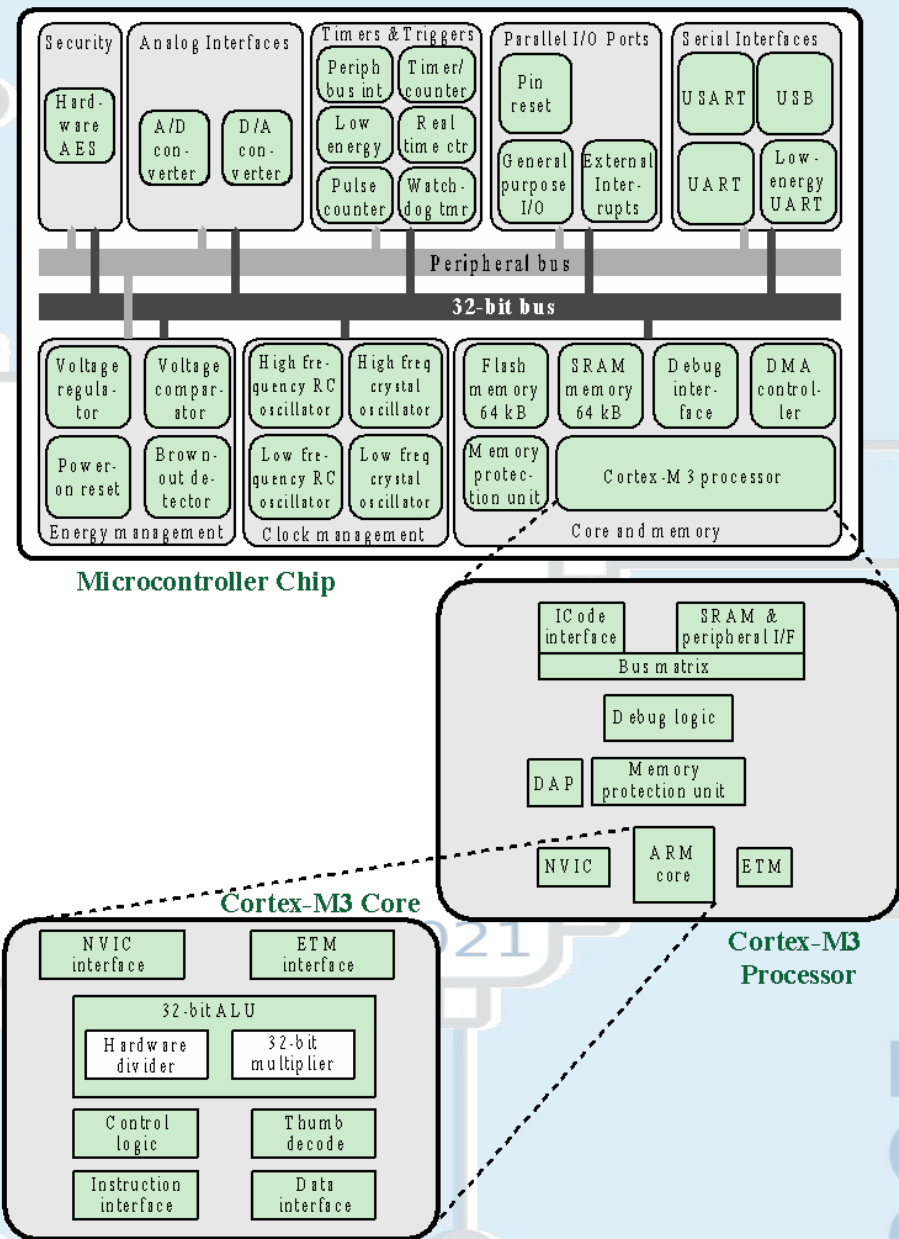 Security
Analog Interfaces
Timers & Triggers
Parallel I/O Ports
Serial Interfaces
Hard-
ware
AES
A/D
con-
verter
D/A
con-
verter
Periph
bus int
Timer/
counter
Low
energy
Real
time ctr
Pulse
counter
Watch-
dog tmr
Pin
reset
General
purpose
I/O
External
Inter-
rupts
USART
USB
UART
Low-
energy
UART
Peripheral bus
32-bit bus
Voltage
regula-
tor
Voltage
compar-
ator
Power-
on reset
Brown-
out de-
tector
Energy management
High fre-
quency RC
oscillator
High freq
crystal
oscillator
Low fre-
quency RC
oscillator
Low freq
crystal
oscillator
Clock management
Flash
memory
64 kB
SRAM
memory
64 kB
Debug
inter-
face
DMA
control-
ler
Memory
protec-
tion unit
Cortex-M3 processor
Core and memory
Microcontroller Chip
ICode
interface
SRAM &
peripheral I/F
Bus matrix
Debug logic
DAP
Memory
protection unit
NVIC
ARM
core
ETM
Cortex-M3
Processor
Cortex-M3 Core
NVIC
interface
ETM
interface
32-bit ALU
Hardware
divider
32-bit
multiplier
Control
logic
Thumb
decode
Instruction
interface
Data
interface